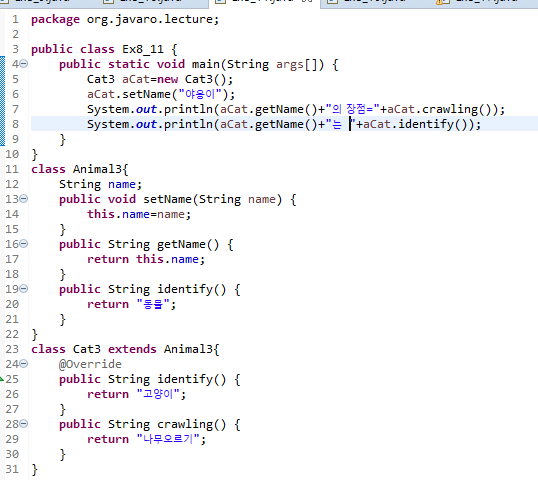 1 package org.javaro.lecture;
2
3 public class Ex8_11 {
4 public static void main(String args[]) {
5 Cat3 aCat=new Cat3();
6 aCat.setName("야옹이");
7 System.out.println(aCat.getName()+"의 장점="+aCat.crawling());
8 System.out.println(aCat.getName()+"는 "+aCat.identify());
9 }
10 }
11 class Animal3{
12 String name;
13 public void setName(String name) {
14 this.name=name;
15 }
16 public String getName() {
17 return this.name;
18 }
19 public String identify() {
20 return "동물";
21 }
22 }
23 class Cat3 extends Animal3{
24 @Override
25 public String identify() {
26 return "고양이";
27 }
28 public String crawling() {
29 return "나무오르기";
30 }
31 }